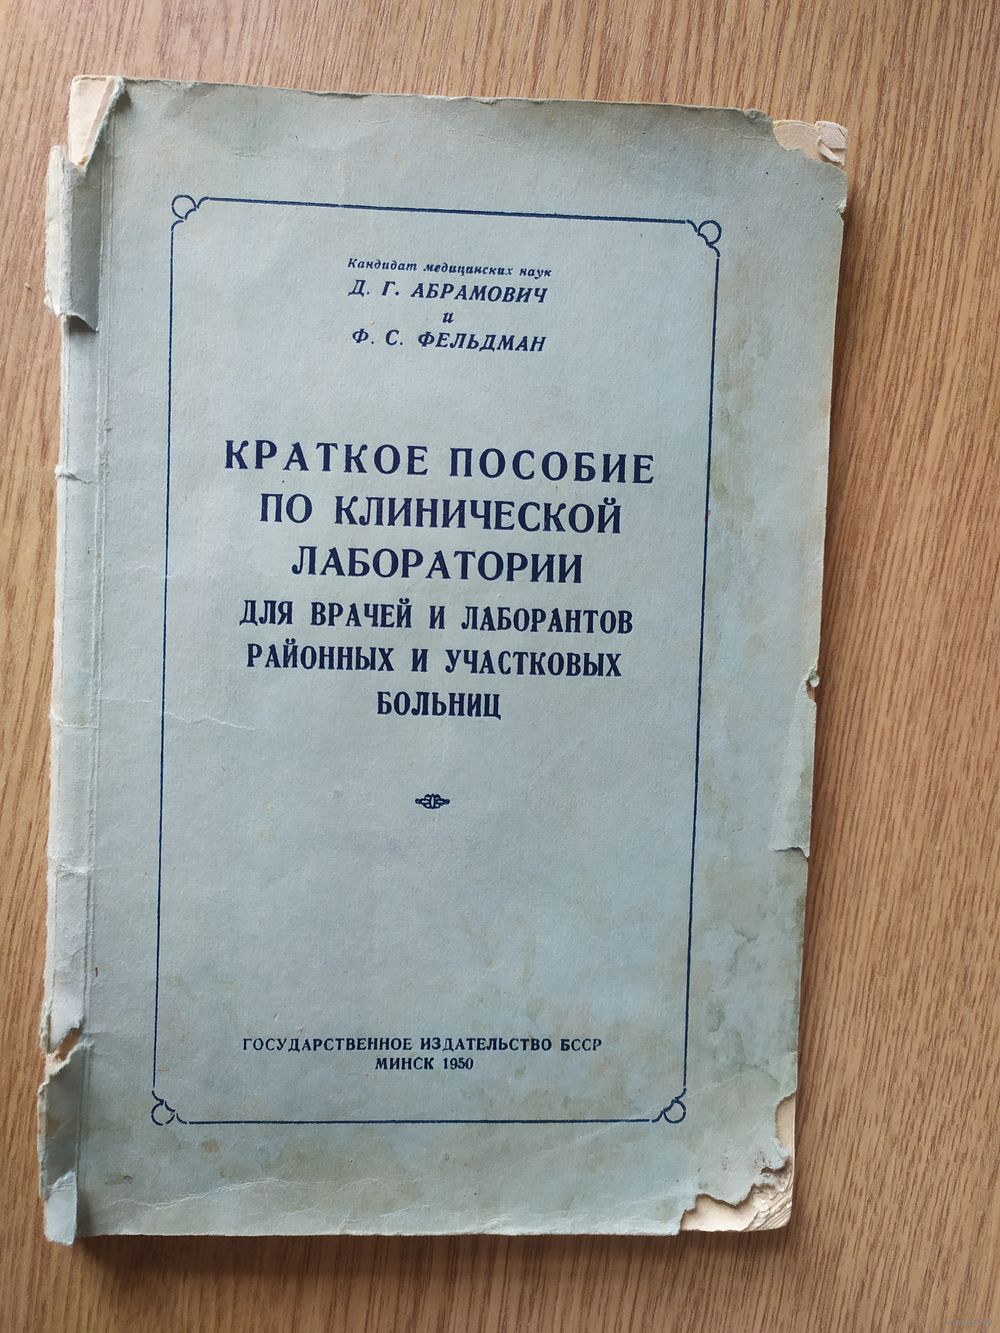 Кандидат медицинских наук
Д. Г. АБРАМОВИЧ
и
Ф. С. ФЕЛЬДМАН
КРАТКОЕ ПОСОБИЕ
ПО КЛИНИЧЕСКОЙ
ЛАБОРАТОРИИ
ДЛЯ ВРАЧЕЙ И ЛАБОРАНТОВ
РАЙОННЫХ И УЧАСТКОВЫХ
БОЛЬНИЦ
ГОСУДАРСТВЕННОЕ ИЗДАТЕЛЬСТВО БССР
МИНСК 1950